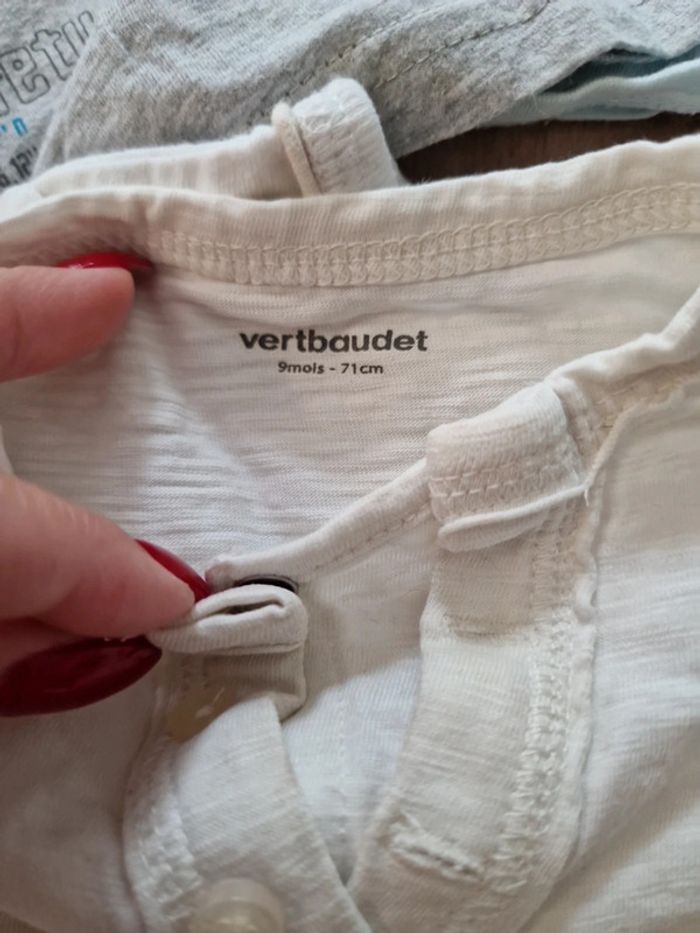 vertbaudet
9mois - 71cm